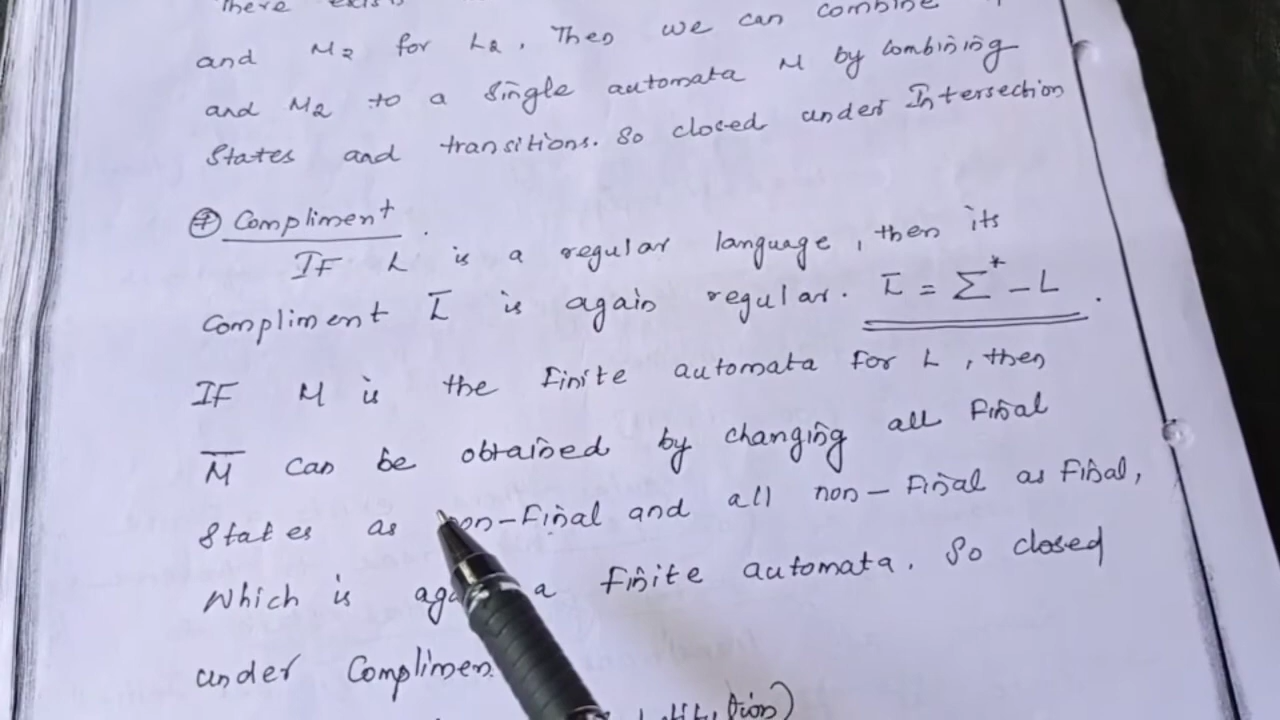 There
and M2 for L2, Then we can combine
and M2 to a single automata M by combining
States and transitions. So closed under Intersection
⑦ Compliment.
IF L is a regular language, then its
Compliment L̅ is again regular. L̅ = Σ* - L.
IF M is the finite automata for L, then
M̅ can be obtained by changing all final
States as non-final and all non-final as final,
Which is a finite automata. So closed
under